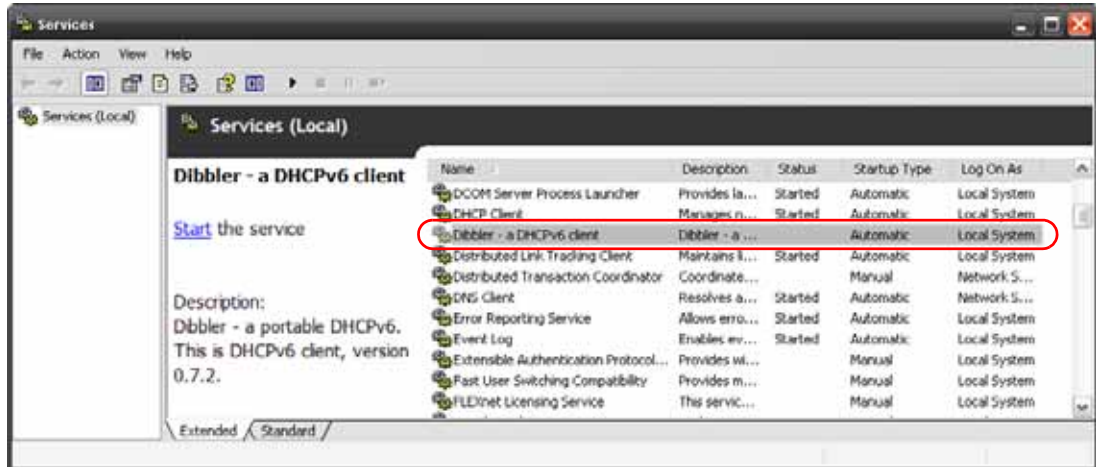 Services
File Action View Help
Services (Local)
Services (Local)
Dibbler - a DHCPv6 client
Start the service
Description:
Dibbler - a portable DHCPv6.
This is DHCPv6 client, version
0.7.2.
Name Description Status Startup Type Log On As
DCOM Server Process Launcher Provides la... Started Automatic Local System
DHCP Client Manages n... Started Automatic Local System
Dibbler - a DHCPv6 client Dibbler - a ... Automatic Local System
Distributed Link Tracking Client Maintains li... Started Automatic Local System
Distributed Transaction Coordinator Coordinate... Manual Network S...
DNS Client Resolves a... Started Automatic Network S...
Error Reporting Service Allows erro... Started Automatic Local System
Event Log Enables ev... Started Automatic Local System
Extensible Authentication Protocol... Provides wi... Manual Local System
Fast User Switching Compatibility Provides m... Manual Local System
FLEXnet Licensing Service This servic... Manual Local System
Extended Standard